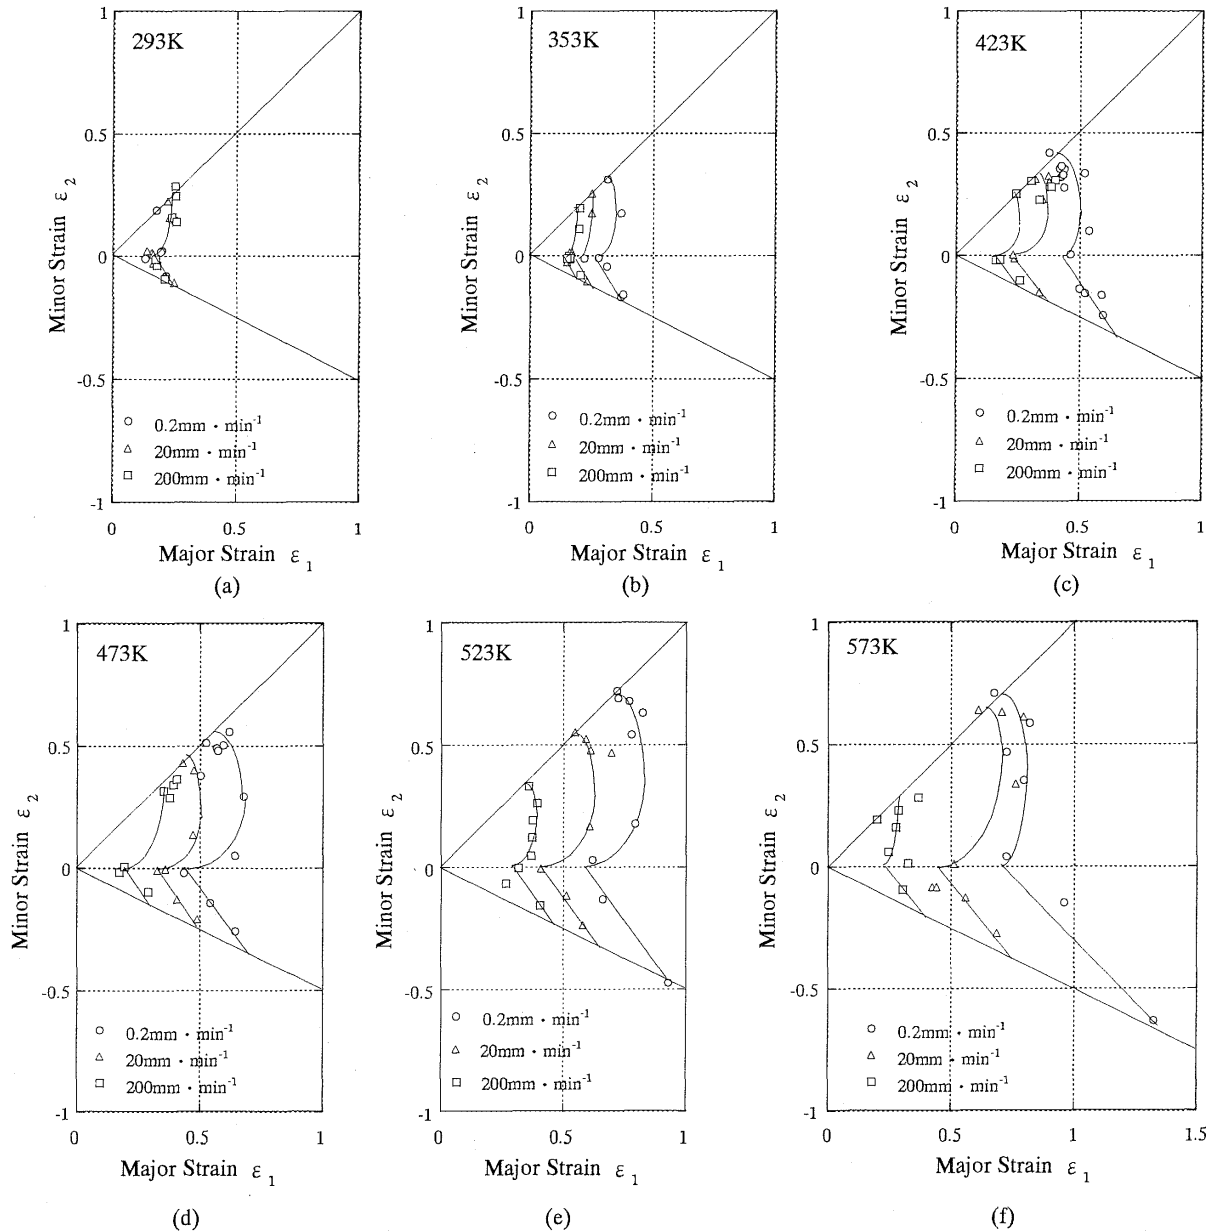 293K
1
0.5
0
-0.5
-1
Minor Strain ε2
0 0.5 1
Major Strain ε1
0.2mm・min-1
20mm・min-1
200mm・min-1
(a)
353K
1
0.5
0
-0.5
-1
Minor Strain ε2
0 0.5 1
Major Strain ε1
0.2mm・min-1
20mm・min-1
200mm・min-1
(b)
423K
1
0.5
0
-0.5
-1
Minor Strain ε2
0 0.5 1
Major Strain ε1
0.2mm・min-1
20mm・min-1
200mm・min-1
(c)
473K
1
0.5
0
-0.5
-1
Minor Strain ε2
0 0.5 1
Major Strain ε1
0.2mm・min-1
20mm・min-1
200mm・min-1
(d)
523K
1
0.5
0
-0.5
-1
Minor Strain ε2
0 0.5 1
Major Strain ε1
0.2mm・min-1
20mm・min-1
200mm・min-1
(e)
573K
1
0.5
0
-0.5
-1
Minor Strain ε2
0 0.5 1 1.5
Major Strain ε1
0.2mm・min-1
20mm・min-1
200mm・min-1
(f)